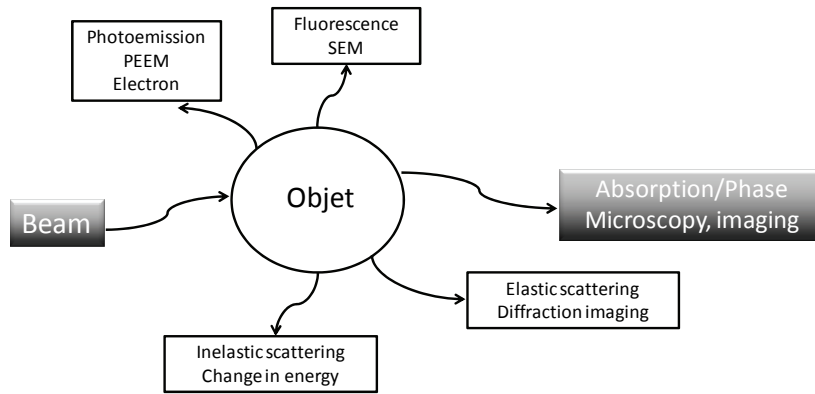 Photoemission
PEEM
Electron
Fluorescence
SEM
Beam
Objet
Absorption/Phase
Microscopy, imaging
Elastic scattering
Diffraction imaging
Inelastic scattering
Change in energy